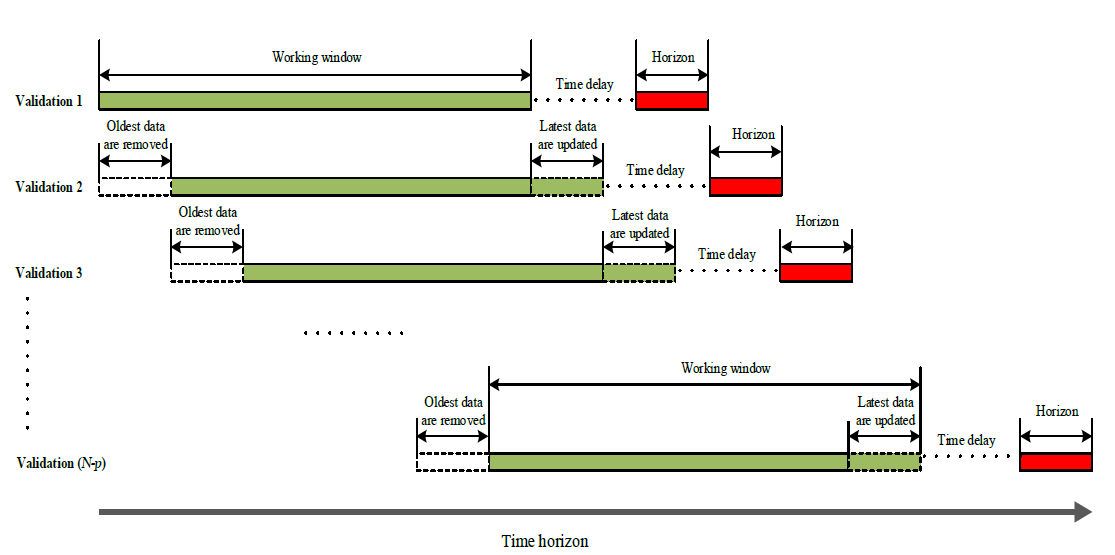 Working window
Horizon
Time delay
Validation 1
Oldest data
are removed
Latest data
are updated
Horizon
Time delay
Validation 2
Oldest data
are removed
Latest data
are updated
Horizon
Time delay
Validation 3
Working window
Oldest data
are removed
Latest data
are updated
Horizon
Time delay
Validation (N-p)
Time horizon